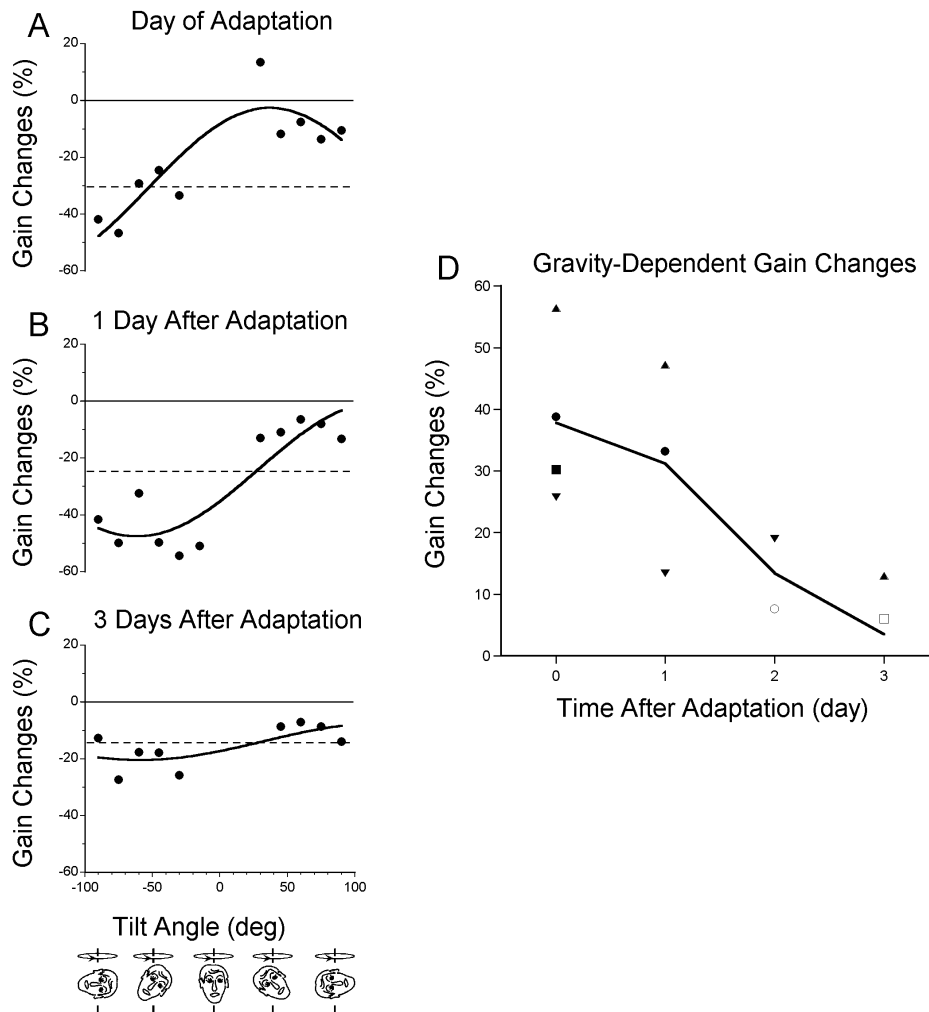 A
Day of Adaptation
Gain Changes (%)
20
0
-20
-40
-60
B
1 Day After Adaptation
Gain Changes (%)
20
0
-20
-40
-60
C
3 Days After Adaptation
Gain Changes (%)
20
0
-20
-40
-60
-100 -50 0 50 100
Tilt Angle (deg)
D
Gravity-Dependent Gain Changes
Gain Changes (%)
60
50
40
30
20
10
0
0 1 2 3
Time After Adaptation (day)